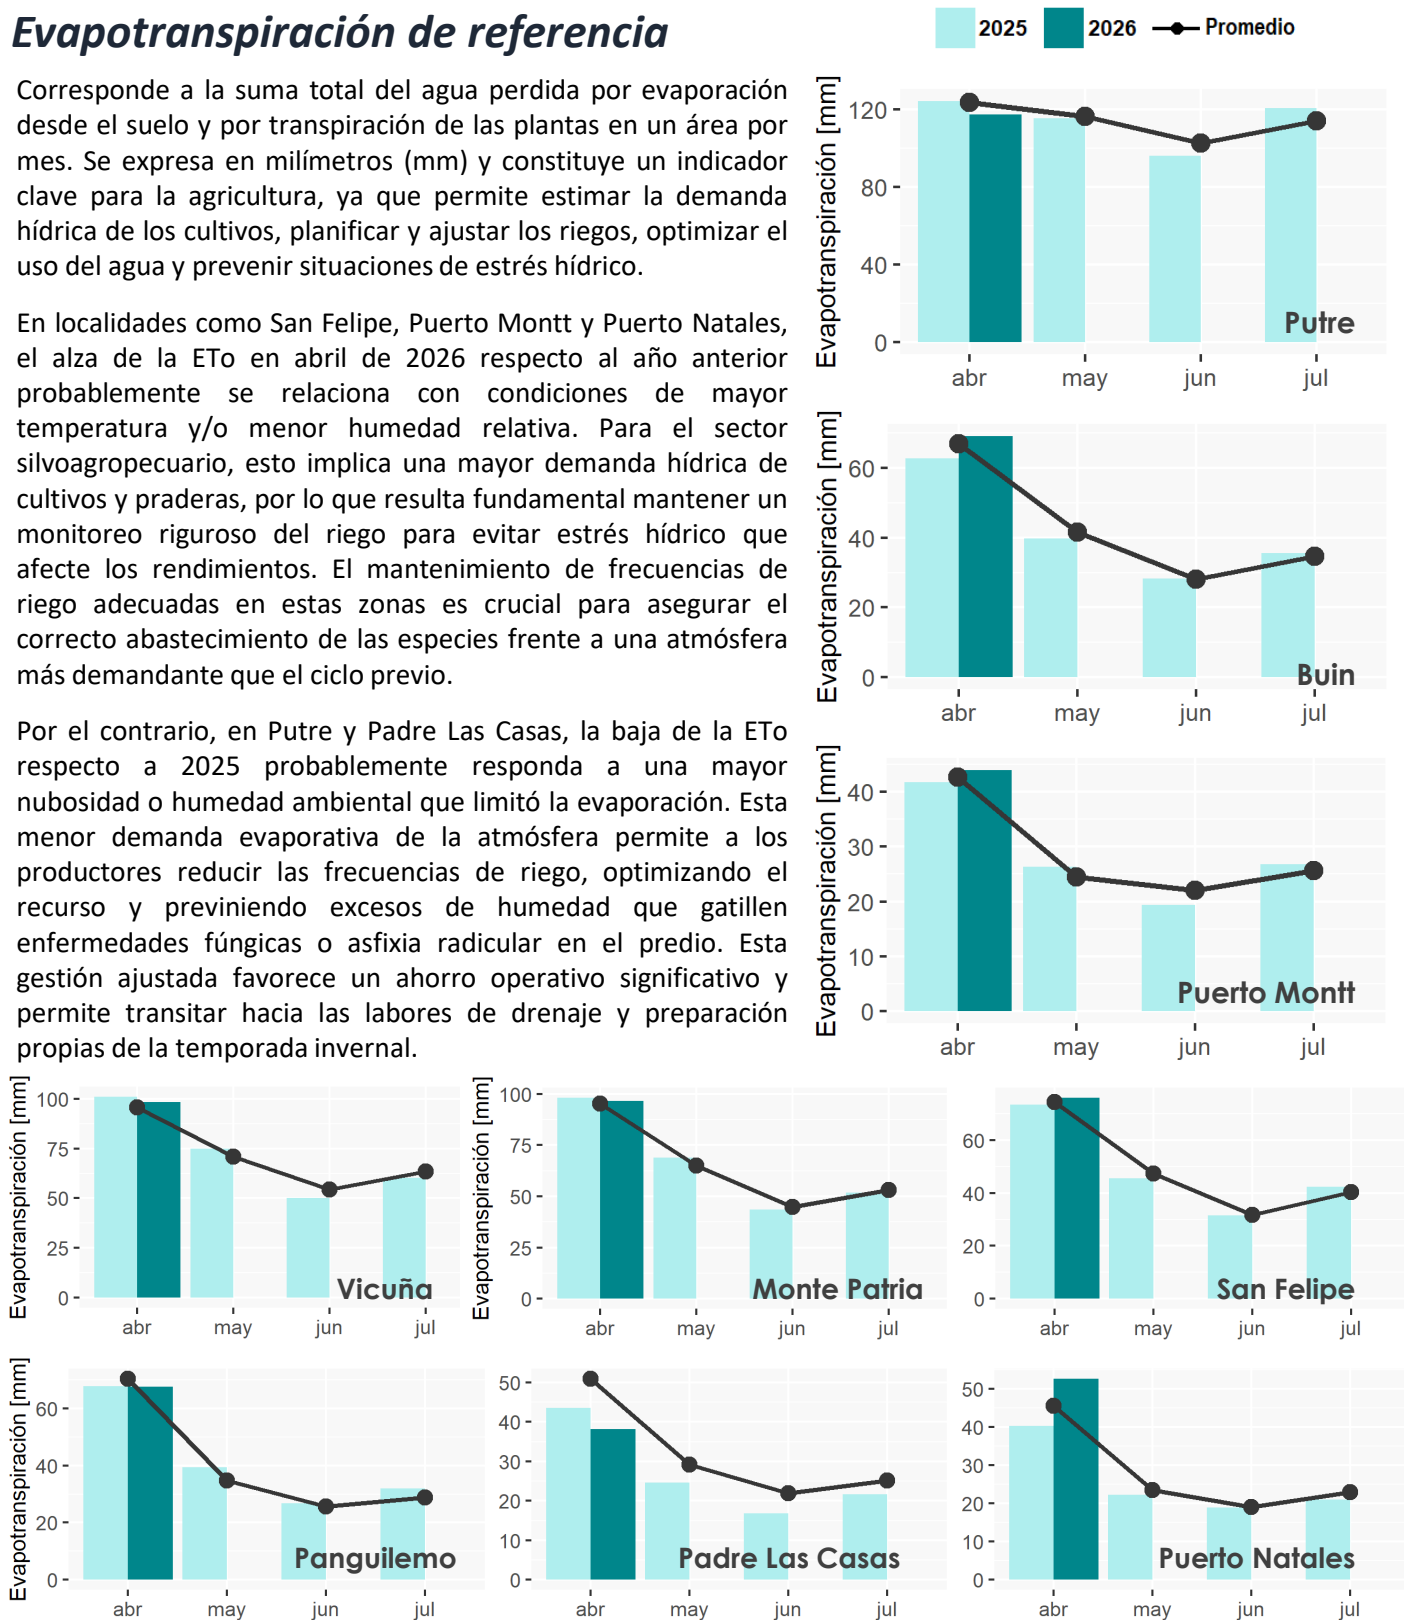 Evapotranspiración de referencia
Corresponde a la suma total del agua perdida por evaporación
desde el suelo y por transpiración de las plantas en un área por
mes. Se expresa en milímetros (mm) y constituye un indicador
clave para la agricultura, ya que permite estimar la demanda
hídrica de los cultivos, planificar y ajustar los riegos, optimizar el
uso del agua y prevenir situaciones de estrés hídrico.
En localidades como San Felipe, Puerto Montt y Puerto Natales,
el alza de la ETo en abril de 2026 respecto al año anterior
probablemente se relaciona con condiciones de mayor
temperatura y/o menor humedad relativa. Para el sector
silvoagropecuario, esto implica una mayor demanda hídrica de
cultivos y praderas, por lo que resulta fundamental mantener un
monitoreo riguroso del riego para evitar estrés hídrico que
afecte los rendimientos. El mantenimiento de frecuencias de
riego adecuadas en estas zonas es crucial para asegurar el
correcto abastecimiento de las especies frente a una atmósfera
más demandante que el ciclo previo.
Por el contrario, en Putre y Padre Las Casas, la baja de la ETo
respecto a 2025 probablemente responda a una mayor
nubosidad o humedad ambiental que limitó la evaporación. Esta
menor demanda evaporativa de la atmósfera permite a los
productores reducir las frecuencias de riego, optimizando el
recurso y previniendo excesos de humedad que gatillen
enfermedades fúngicas o asfixia radicular en el predio. Esta
gestión ajustada favorece un ahorro operativo significativo y
permite transitar hacia las labores de drenaje y preparación
propias de la temporada invernal.
2025 2026 Promedio
Evapotranspiración [mm]
120
80
40
0
Putre
abr may jun jul
Evapotranspiración [mm]
60
40
20
0
Buin
abr may jun jul
Evapotranspiración [mm]
40
30
20
10
0
Puerto Montt
abr may jun jul
Evapotranspiración [mm]
100
75
50
25
0
Vicuña
abr may jun jul
Evapotranspiración [mm]
100
75
50
25
0
Monte Patria
abr may jun jul
60
40
20
0
San Felipe
abr may jun jul
Evapotranspiración [mm]
60
40
20
0
Panguilemo
abr may jun jul
50
40
30
20
10
0
Padre Las Casas
abr may jun jul
50
40
30
20
10
0
Puerto Natales
abr may jun jul